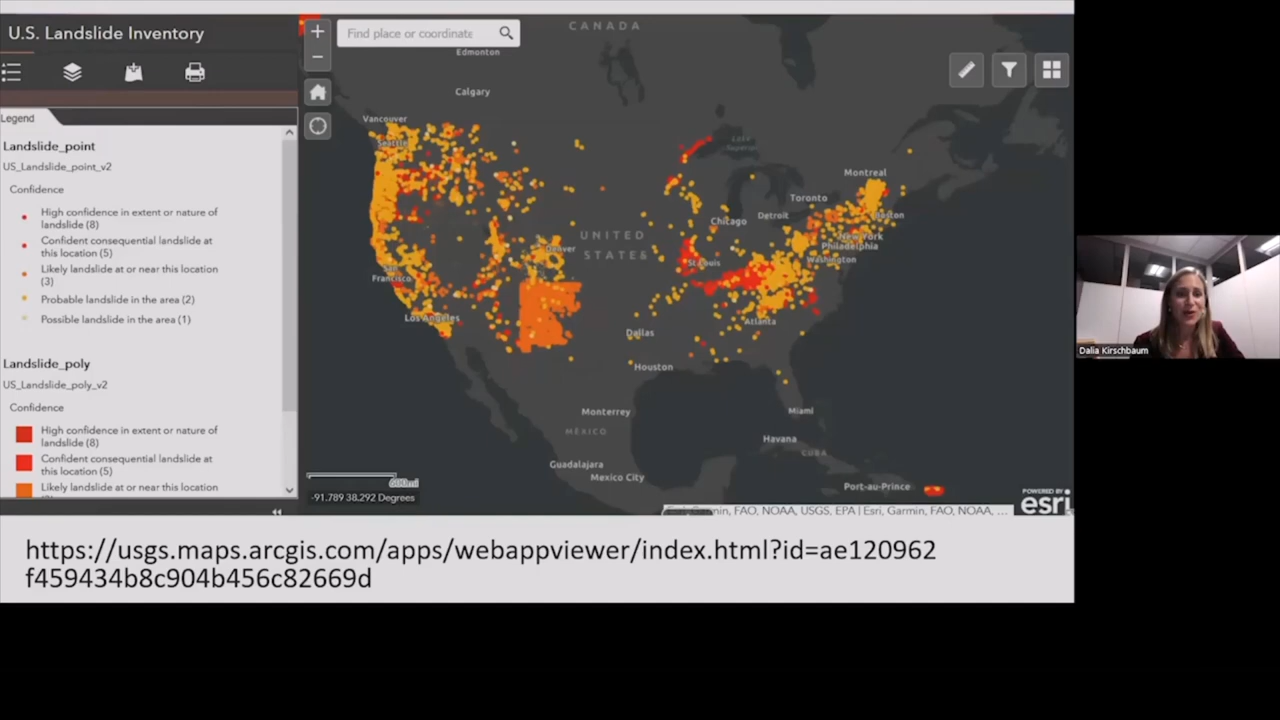 U.S. Landslide Inventory
Legend
Landslide_point
US_Landslide_point_v2
Confidence
High confidence in extent or nature of
landslide (8)
Confident consequential landslide at
this location (5)
Likely landslide at or near this location
(3)
Probable landslide in the area (2)
Possible landslide in the area (1)
Landslide_poly
US_Landslide_poly_v2
Confidence
High confidence in extent or nature of
landslide (8)
Confident consequential landslide at
this location (5)
Likely landslide at or near this location
+
Find place or coordinate
−
CANADA
Edmonton
Calgary
Vancouver
Seattle
Lake
Superior
Montreal
Toronto
Boston
Chicago
Detroit
UNITED
STATES
New York
Philadelphia
Denver
Washington
St Louis
San
Francisco
Los Angeles
Atlanta
Dallas
Houston
Monterrey
Miami
MÉXICO
Havana
CUBA
Guadalajara
Mexico City
Port-au-Prince
600mi
-91.789 38.292 Degrees
POWERED BY
esri
Garmin, FAO, NOAA, USGS, EPA | Esri, Garmin, FAO, NOAA, ...
https://usgs.maps.arcgis.com/apps/webappviewer/index.html?id=ae120962
f459434b8c904b456c82669d
Dalia Kirschbaum